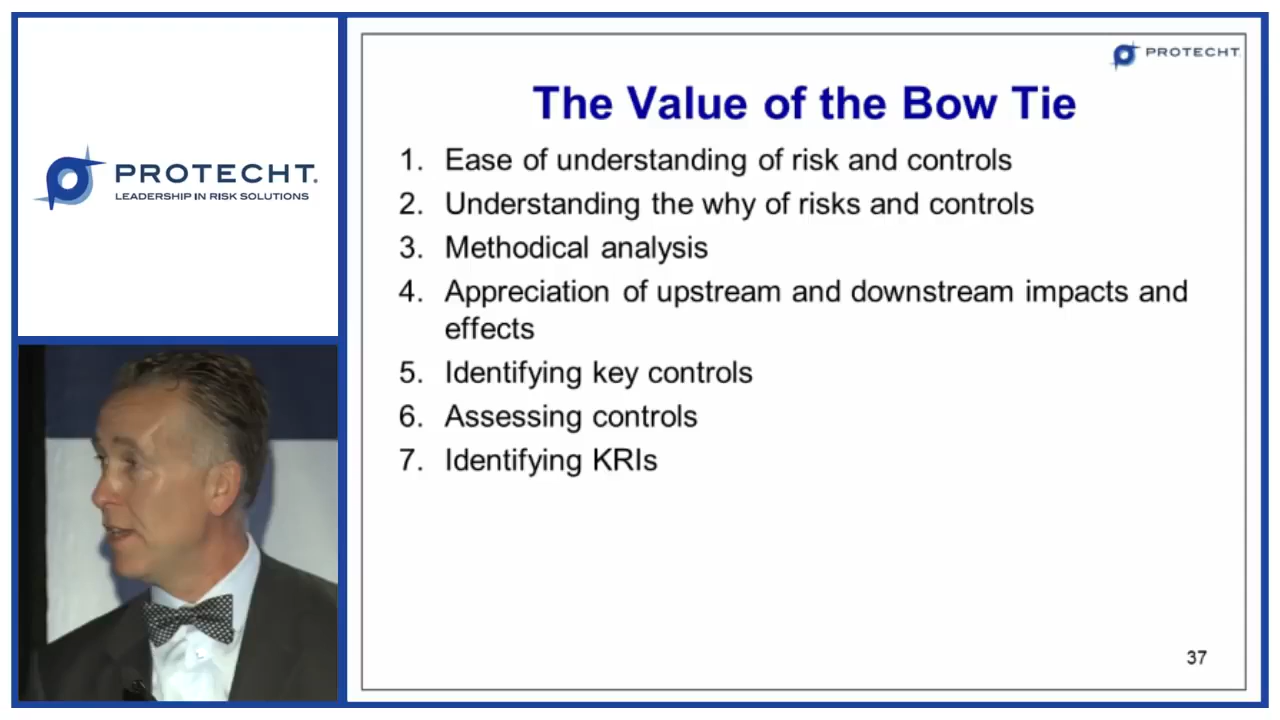 PROTECHT.
LEADERSHIP IN RISK SOLUTIONS
PROTECHT
The Value of the Bow Tie
1. Ease of understanding of risk and controls
2. Understanding the why of risks and controls
3. Methodical analysis
4. Appreciation of upstream and downstream impacts and
effects
5. Identifying key controls
6. Assessing controls
7. Identifying KRIs
37